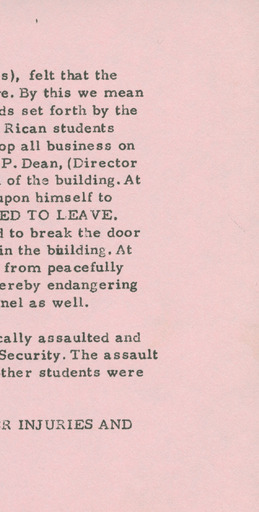 s), felt that the
e. By this we mean
ds set forth by the
Rican students
op all business on
P. Dean, (Director
of the building. At
upon himself to
ED TO LEAVE.
d to break the door
in the building. At
from peacefully
ereby endangering
nel as well.
cally assaulted and
Security. The assault
ther students were
R INJURIES AND